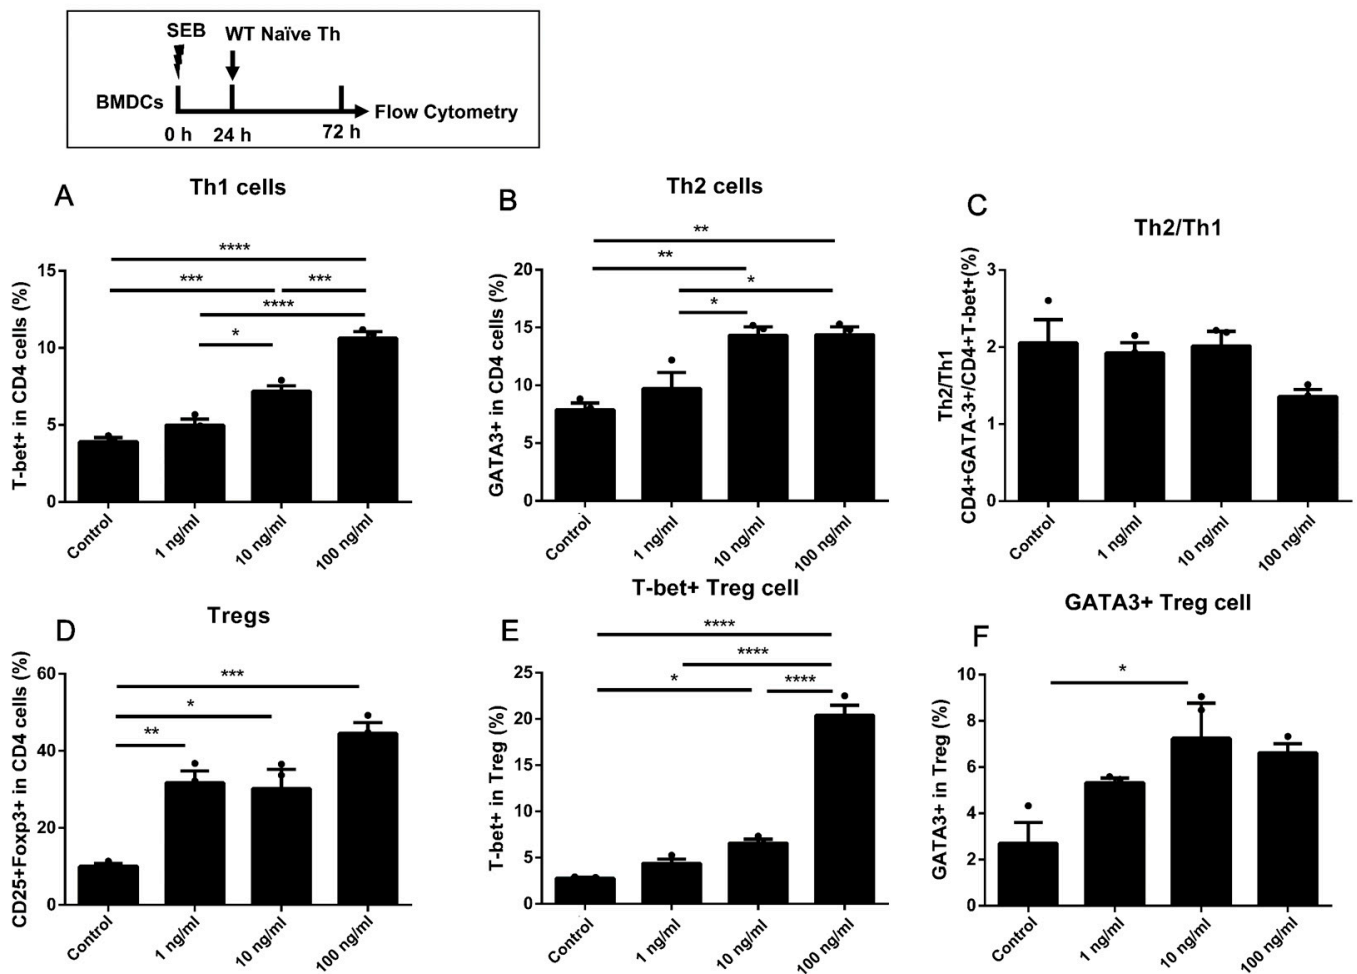 SEB
WT Naïve Th
BMDCs
Flow Cytometry
0 h
24 h
72 h
A
Th1 cells
T-bet+ in CD4 cells (%)
15
10
5
0
****
***
***
****
*
Control
1 ng/ml
10 ng/ml
100 ng/ml
B
Th2 cells
GATA3+ in CD4 cells (%)
20
15
10
5
0
**
**
*
*
Control
1 ng/ml
10 ng/ml
100 ng/ml
C
Th2/Th1
Th2/Th1
CD4+GATA-3+/CD4+T-bet+(%)
3
2
1
0
Control
1 ng/ml
10 ng/ml
100 ng/ml
D
Tregs
CD25+Foxp3+ in CD4 cells (%)
60
40
20
0
***
*
**
Control
1 ng/ml
10 ng/ml
100 ng/ml
E
T-bet+ Treg cell
T-bet+ in Treg (%)
25
20
15
10
5
0
****
****
*
****
Control
1 ng/ml
10 ng/ml
100 ng/ml
F
GATA3+ Treg cell
GATA3+ in Treg (%)
10
8
6
4
2
0
*
Control
1 ng/ml
10 ng/ml
100 ng/ml